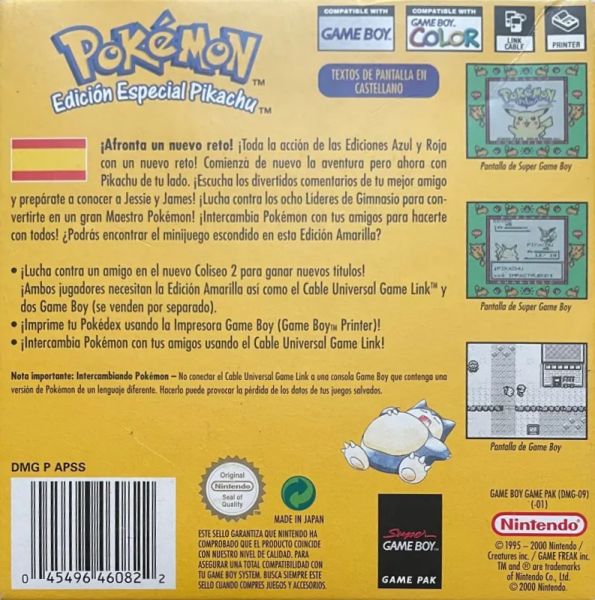 POKéMON™
Edición Especial Pikachu™
COMPATIBLE WITH
GAME BOY.
COMPATIBLE WITH
GAME BOY.
COLOR
LINK
CABLE
PRINTER
TEXTOS DE PANTALLA EN
CASTELLANO
¡Afronta un nuevo reto! ¡Toda la acción de las Ediciones Azul y Roja
con un nuevo reto! Comienza de nuevo la aventura pero ahora con
Pikachu de tu lado. ¡Escucha los divertidos comentarios de tu mejor amigo
y prepárate a conocer a Jessie y James! ¡Lucha contra los ocho Líderes de Gimnasio para con-
vertirte en un gran Maestro Pokémon! ¡Intercambia Pokémon con tus amigos para hacerte
con todos! ¿Podrás encontrar el minijuego escondido en esta Edición Amarilla?
• ¡Lucha contra un amigo en el nuevo Coliseo 2 para ganar nuevos títulos!
¡Ambos jugadores necesitan la Edición Amarilla así como el Cable Universal Game Link™ y
dos Game Boy (se venden por separado).
• ¡Imprime tu Pokédex usando la Impresora Game Boy (Game Boy™ Printer)!
• ¡Intercambia Pokémon con tus amigos usando el Cable Universal Game Link!
Nota importante: Intercambiando Pokémon – No conectar el Cable Universal Game Link a una consola Game Boy que contenga una
versión de Pokémon de un lenguaje diferente. Hacerlo puede provocar la pérdida de los datos de tus juegos salvados.
POKéMON
Pantalla de Super Game Boy
PIKACHU
Pantalla de Super Game Boy
Pantalla de Game Boy
DMG P APSS
0 45496 46082 2
Original
Nintendo
Seal of
Quality
MADE IN JAPAN
ESTE SELLO GARANTIZA QUE NINTENDO HA
COMPROBADO QUE EL PRODUCTO COINCIDE
CON NUESTRO NIVEL DE CALIDAD. PARA
ASEGURAR UNA TOTAL COMPATIBILIDAD CON
TU GAME BOY SYSTEM. BUSCA SIEMPRE ESTE
SELLO CUANDO COMPRES JUEGOS Y ACCESORIOS.
Super
GAME BOY™
GAME PAK
GAME BOY GAME PAK (DMG-09)
(-01)
Nintendo
© 1995 – 2000 Nintendo /
Creatures inc. / GAME FREAK inc.
TM and ® are trademarks
of Nintendo Co., Ltd.
© 2000 Nintendo.